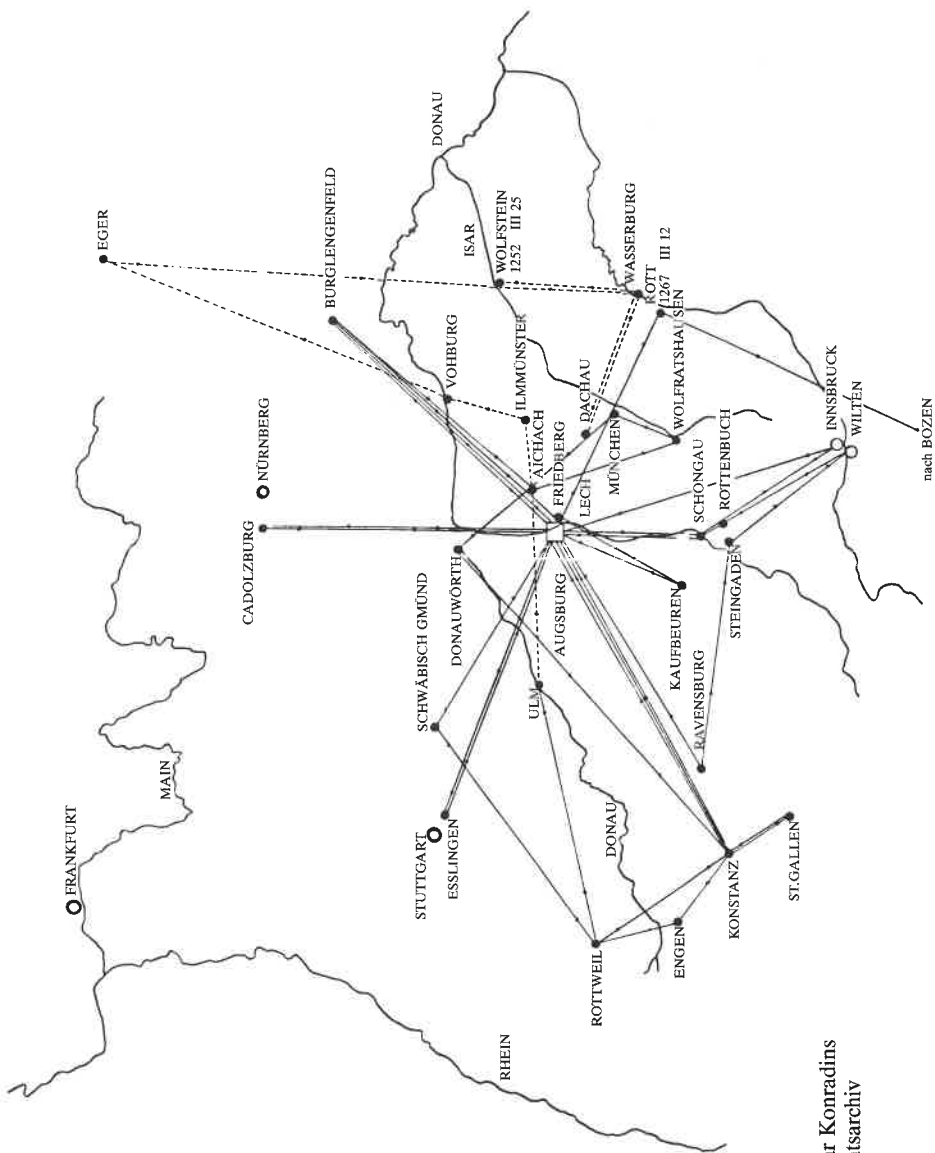 FRANKFURT
MAIN
RHEIN
EGER
NÜRNBERG
CADOLZBURG
BURGLENGENFELD
DONAU
ISAR
WOLFSTEIN
1252 III 25
VOHBURG
ILMMÜNSTER
AICHACH
FRIEDBERG
DACHAU
LECH
MÜNCHEN
WASSERBURG
ROTT
1267 III 12
WOLFRATSHAUSEN
SCHWÄBISCH GMÜND
DONAUWÖRTH
STUTTGART
ESSLINGEN
ULM
AUGSBURG
DONAU
KAUFBEUREN
SCHONGAU
ROTTENBUCH
STEINGADEN
INNSBRUCK
WILTEN
nach BOZEN
RAVENSBURG
ROTTWEIL
ENGEN
KONSTANZ
ST.GALLEN
r Konradins
tsarchiv